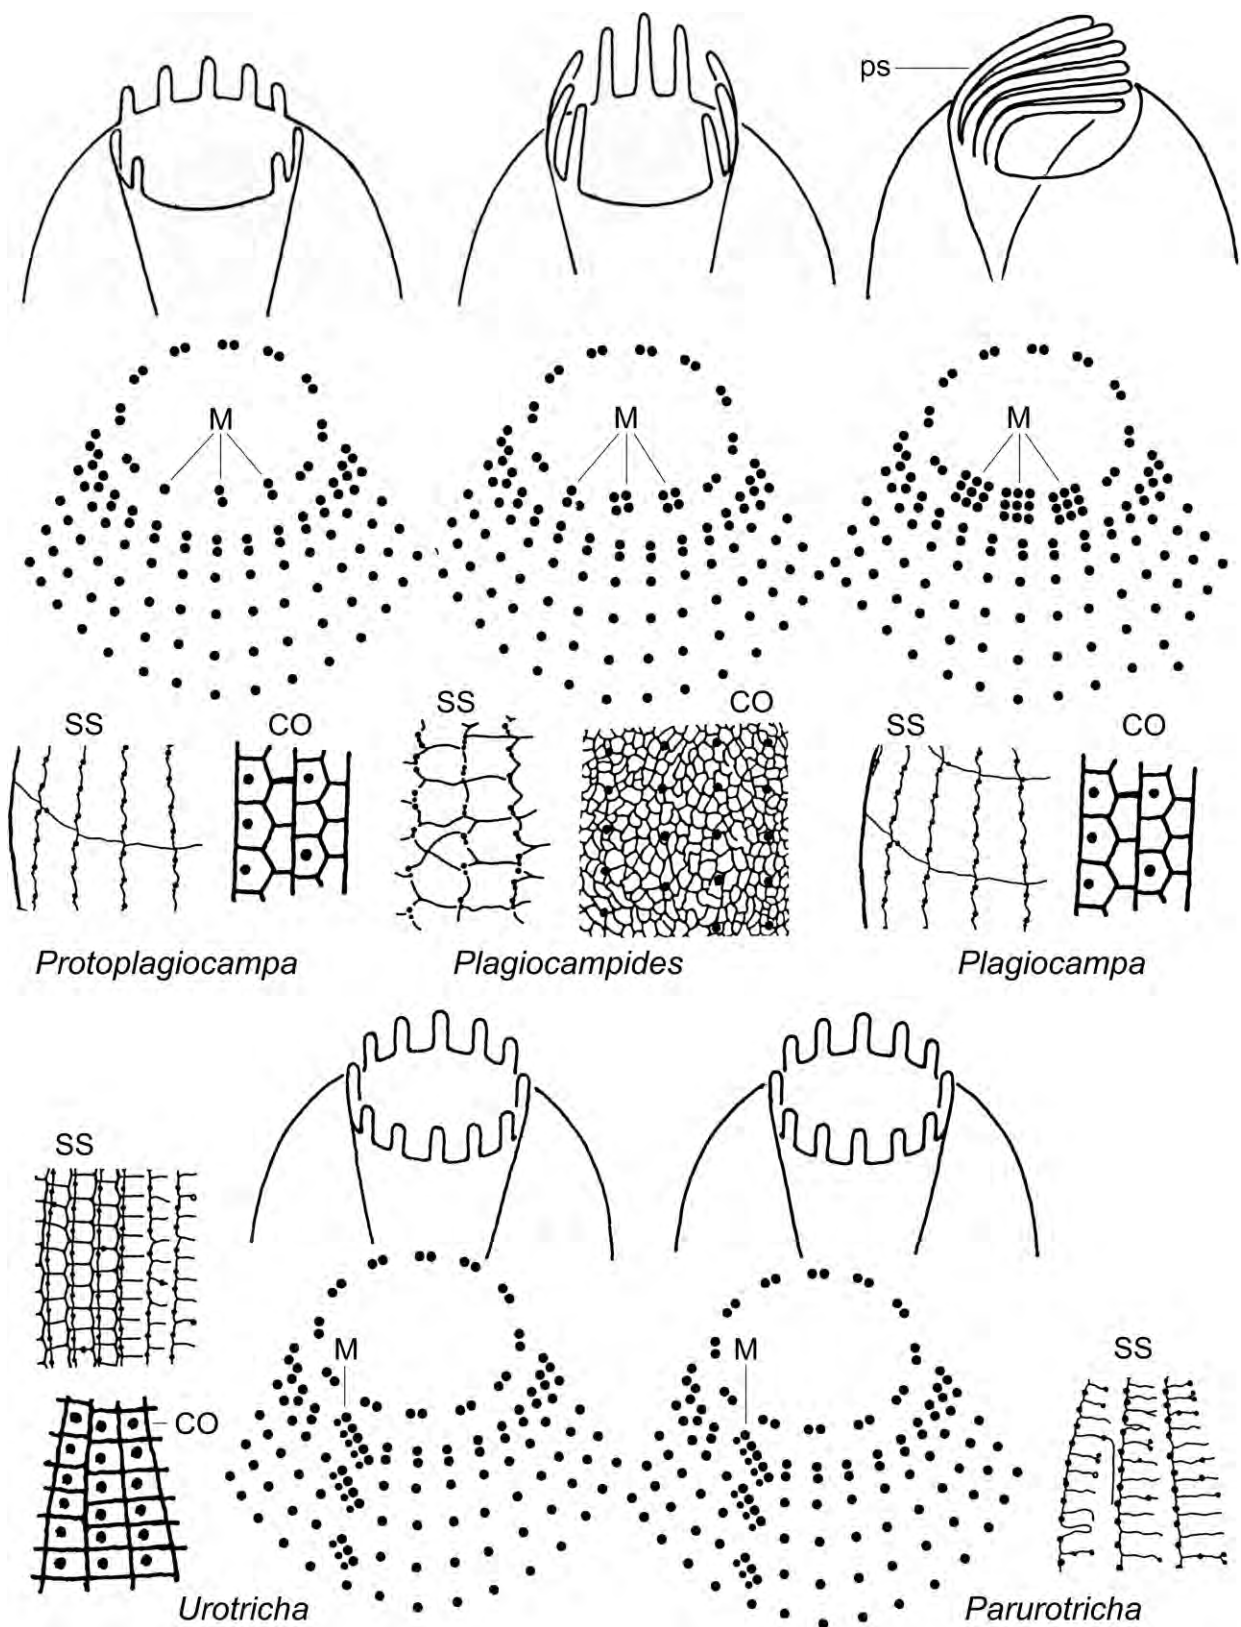 ps
M M M
SS CO SS CO SS CO
Protoplagiocampa Plagiocampides Plagiocampa
SS
M M SS
CO
Urotricha Parurotricha